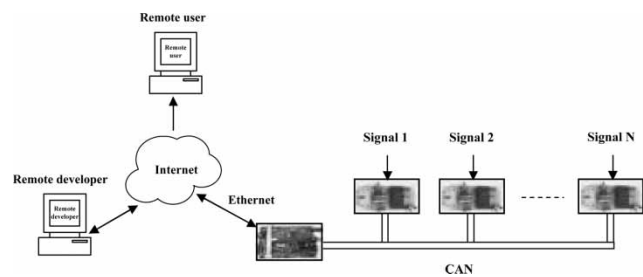 Remote user
Remote
user
Signal 1
Signal 2
Signal N
Internet
Remote developer
Ethernet
Remote
developer
CAN